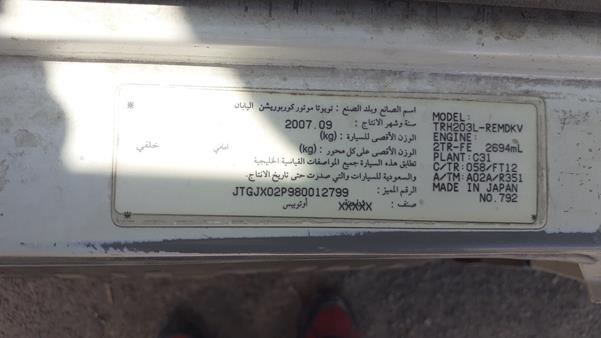 اسم الصانع وبلد الصنع : تويوتا موتور كوربوريشن اليابان
سنة وشهر الانتاج : 2007.09
الوزن الأقصى للسيارة : (kg)
الوزن الأقصى على كل محور : (kg) امامي خلفي
تطابق هذه السيارة جميع المواصفات القياسية الخليجية
والسعودية للسيارات والتي صدرت حتى تاريخ الانتاج.
الرقم المميز : JTGJX02P980012799
صنف : XXXXX أوتوبيس
MODEL:
TRH203L-REMDKV
ENGINE:
2TR-FE 2694mL
PLANT: C31
C/TR: 058/FT12
A/TM: A02A/R351
MADE IN JAPAN
NO. 792